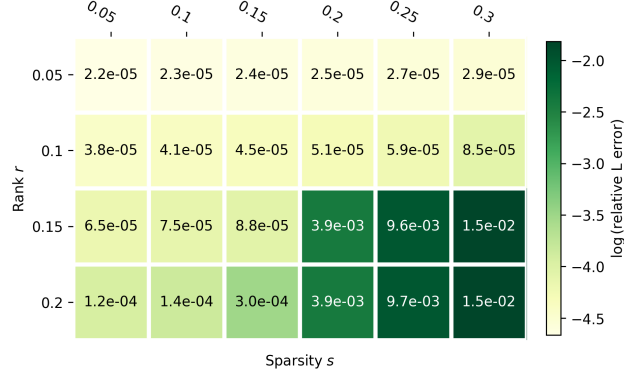 0.05 0.1 0.15 0.2 0.25 0.3
0.05 2.2e-05 2.3e-05 2.4e-05 2.5e-05 2.7e-05 2.9e-05
0.1 3.8e-05 4.1e-05 4.5e-05 5.1e-05 5.9e-05 8.5e-05
0.15 6.5e-05 7.5e-05 8.8e-05 3.9e-03 9.6e-03 1.5e-02
0.2 1.2e-04 1.4e-04 3.0e-04 3.9e-03 9.7e-03 1.5e-02
Rank r
Sparsity s
−2.0
−2.5
−3.0
−3.5
−4.0
−4.5
log(relative L error)